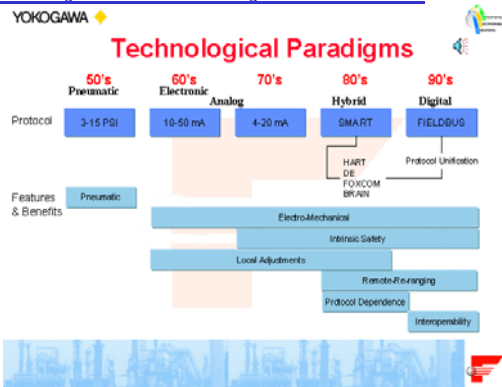 YOKOGAWA
Technological Paradigms
50's 60's 70's 80's 90's
Pneumatic Electronic
Analog Hybrid Digital
Protocol 3-15 PSI 10-50 mA 4-20 mA SMART FIELDBUS
HART Protocol Unification
DE
FOXCOM
BRAIN
Features
& Benefits
Pneumatic
Electro-Mechanical
Intrinsic Safety
Local Adjustments
Remote-Re-ranging
Protocol Dependence
Interoperability